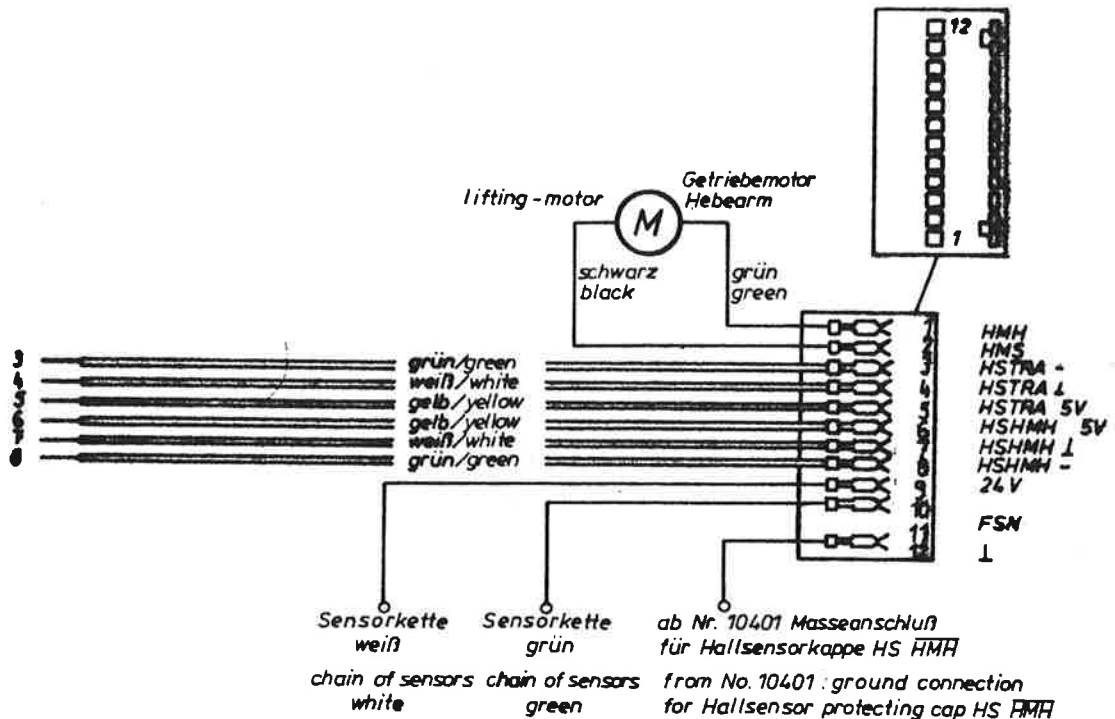 12
1
lifting-motor
Getriebemotor
Hebearm
M
schwarz
black
grün
green
1 HMH
2 HMS
3 grün/green 3 HSTRA -
4 weiß/white 4 HSTRA ⊥
5 gelb/yellow 5 HSTRA 5V
6 gelb/yellow 6 HSHMH 5V
7 weiß/white 7 HSHMH ⊥
8 grün/green 8 HSHMH -
9 24V
10
FSN
11
12 ⊥
Sensorkette
weiß
chain of sensors
white
Sensorkette
grün
chain of sensors
green
ab Nr. 10401 Masseanschluß
für Hallsensorkappe HS H̅M̅H̅
from No. 10401 : ground connection
for Hallsensor protecting cap HS H̅M̅H̅